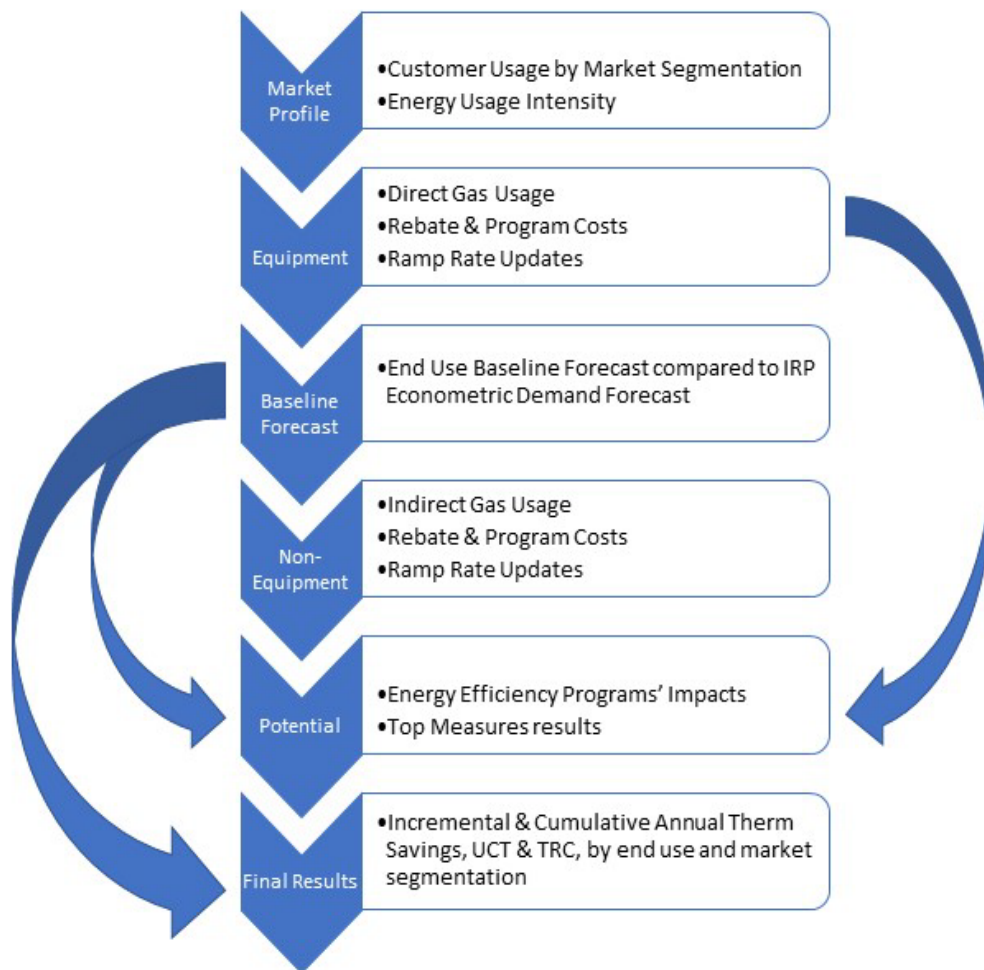 Market
Profile
•Customer Usage by Market Segmentation
•Energy Usage Intensity
Equipment
•Direct Gas Usage
•Rebate & Program Costs
•Ramp Rate Updates
Baseline
Forecast
•End Use Baseline Forecast compared to IRP
Econometric Demand Forecast
Non-
Equipment
•Indirect Gas Usage
•Rebate & Program Costs
•Ramp Rate Updates
Potential
•Energy Efficiency Programs’ Impacts
•Top Measures results
Final Results
•Incremental & Cumulative Annual Therm
Savings, UCT & TRC, by end use and market
segmentation